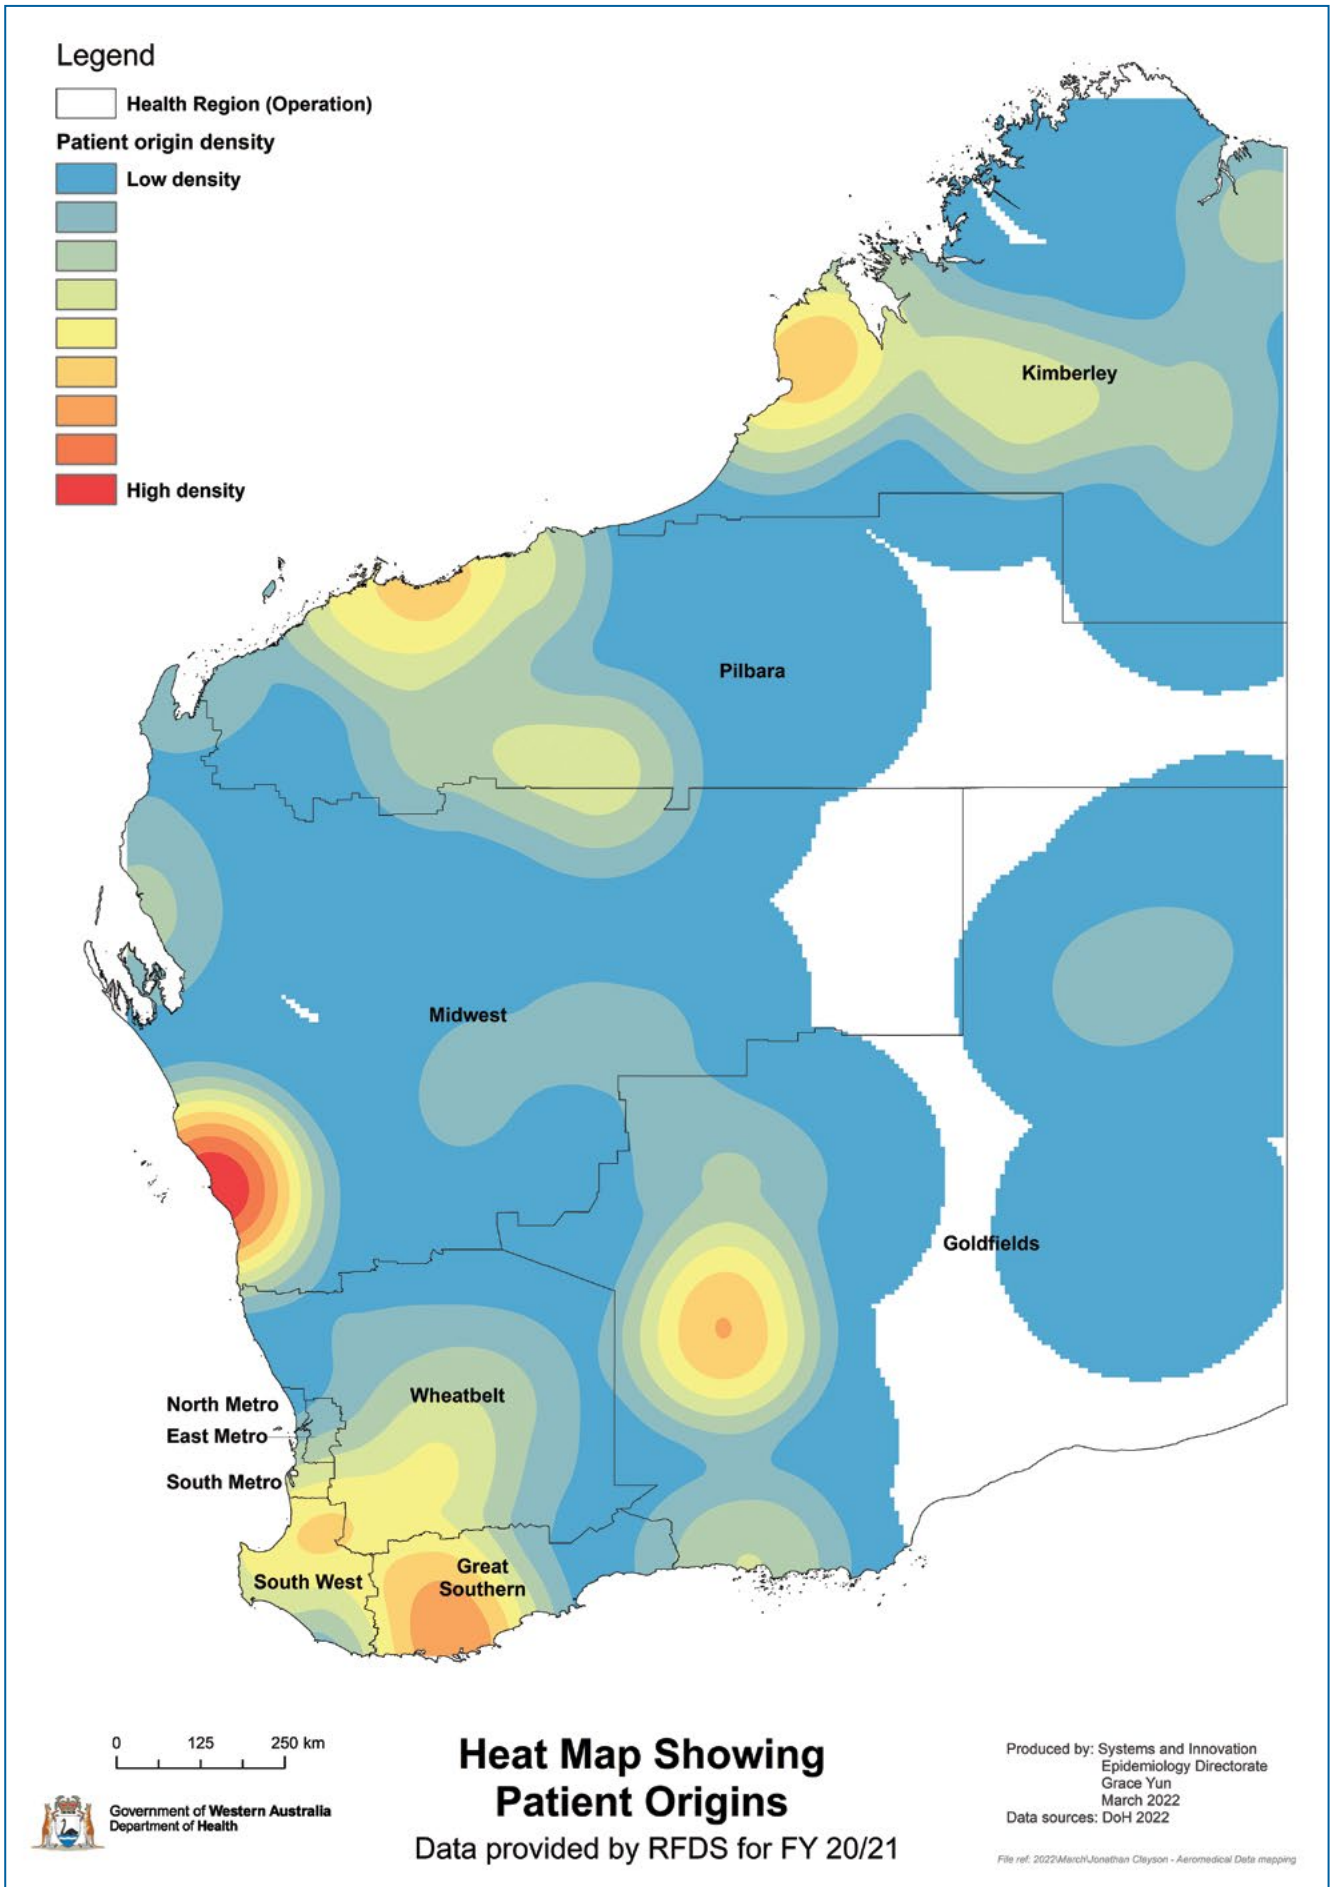 Legend
Health Region (Operation)
Patient origin density
Low density
High density
Kimberley
Pilbara
Midwest
Goldfields
Wheatbelt
North Metro
East Metro
South Metro
Great
Southern
South West
0 125 250 km
Heat Map Showing
Patient Origins
Data provided by RFDS for FY 20/21
Government of Western Australia
Department of Health
Produced by: Systems and Innovation
Epidemiology Directorate
Grace Yun
March 2022
Data sources: DoH 2022
File ref: 2022\March\Jonathan Clayson - Aeromedical Data mapping